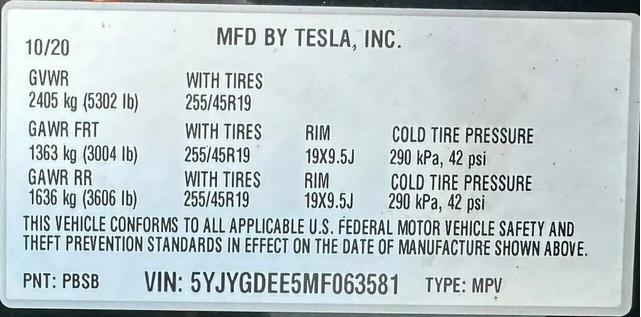 MFD BY TESLA, INC.
10/20
GVWR WITH TIRES
2405 kg (5302 lb) 255/45R19
GAWR FRT WITH TIRES RIM COLD TIRE PRESSURE
1363 kg (3004 lb) 255/45R19 19X9.5J 290 kPa, 42 psi
GAWR RR WITH TIRES RIM COLD TIRE PRESSURE
1636 kg (3606 lb) 255/45R19 19X9.5J 290 kPa, 42 psi
THIS VEHICLE CONFORMS TO ALL APPLICABLE U.S. FEDERAL MOTOR VEHICLE SAFETY AND
THEFT PREVENTION STANDARDS IN EFFECT ON THE DATE OF MANUFACTURE SHOWN ABOVE.
PNT: PBSB VIN: 5YJYGDEE5MF063581 TYPE: MPV